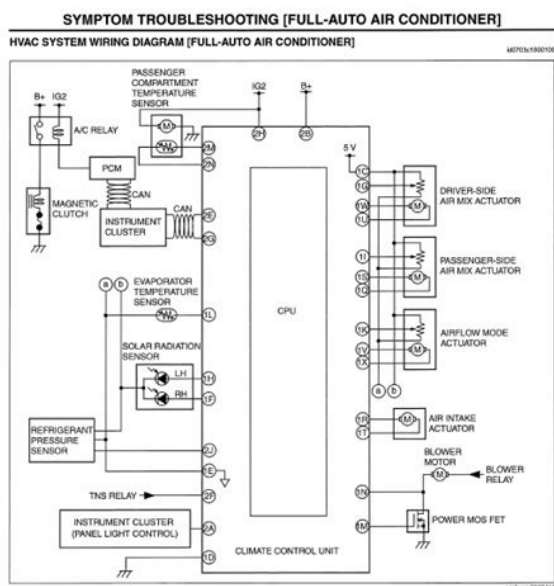 SYMPTOM TROUBLESHOOTING [FULL-AUTO AIR CONDITIONER]
HVAC SYSTEM WIRING DIAGRAM [FULL-AUTO AIR CONDITIONER]
PASSENGER
COMPARTMENT
TEMPERATURE
SENSOR
B+ IG2
IG2
B+
A/C RELAY
M
2H
2B
5 V
2M
2N
PCM
CAN
MAGNETIC
CLUTCH
INSTRUMENT
CLUSTER
CAN
2E
2G
1C
1G
1W
1U
M
DRIVER-SIDE
AIR MIX ACTUATOR
1I
1S
1Q
M
PASSENGER-SIDE
AIR MIX ACTUATOR
a b
EVAPORATOR
TEMPERATURE
SENSOR
1L
CPU
1K
1V
1X
M
AIRFLOW MODE
ACTUATOR
SOLAR RADIATION
SENSOR
LH
RH
1H
1F
a b
REFRIGERANT
PRESSURE
SENSOR
2J
1E
1R
1T
M
AIR INTAKE
ACTUATOR
BLOWER
MOTOR
M
BLOWER
RELAY
TNS RELAY
2F
1N
INSTRUMENT CLUSTER
(PANEL LIGHT CONTROL)
2A
1M
POWER MOS FET
1D
CLIMATE CONTROL UNIT